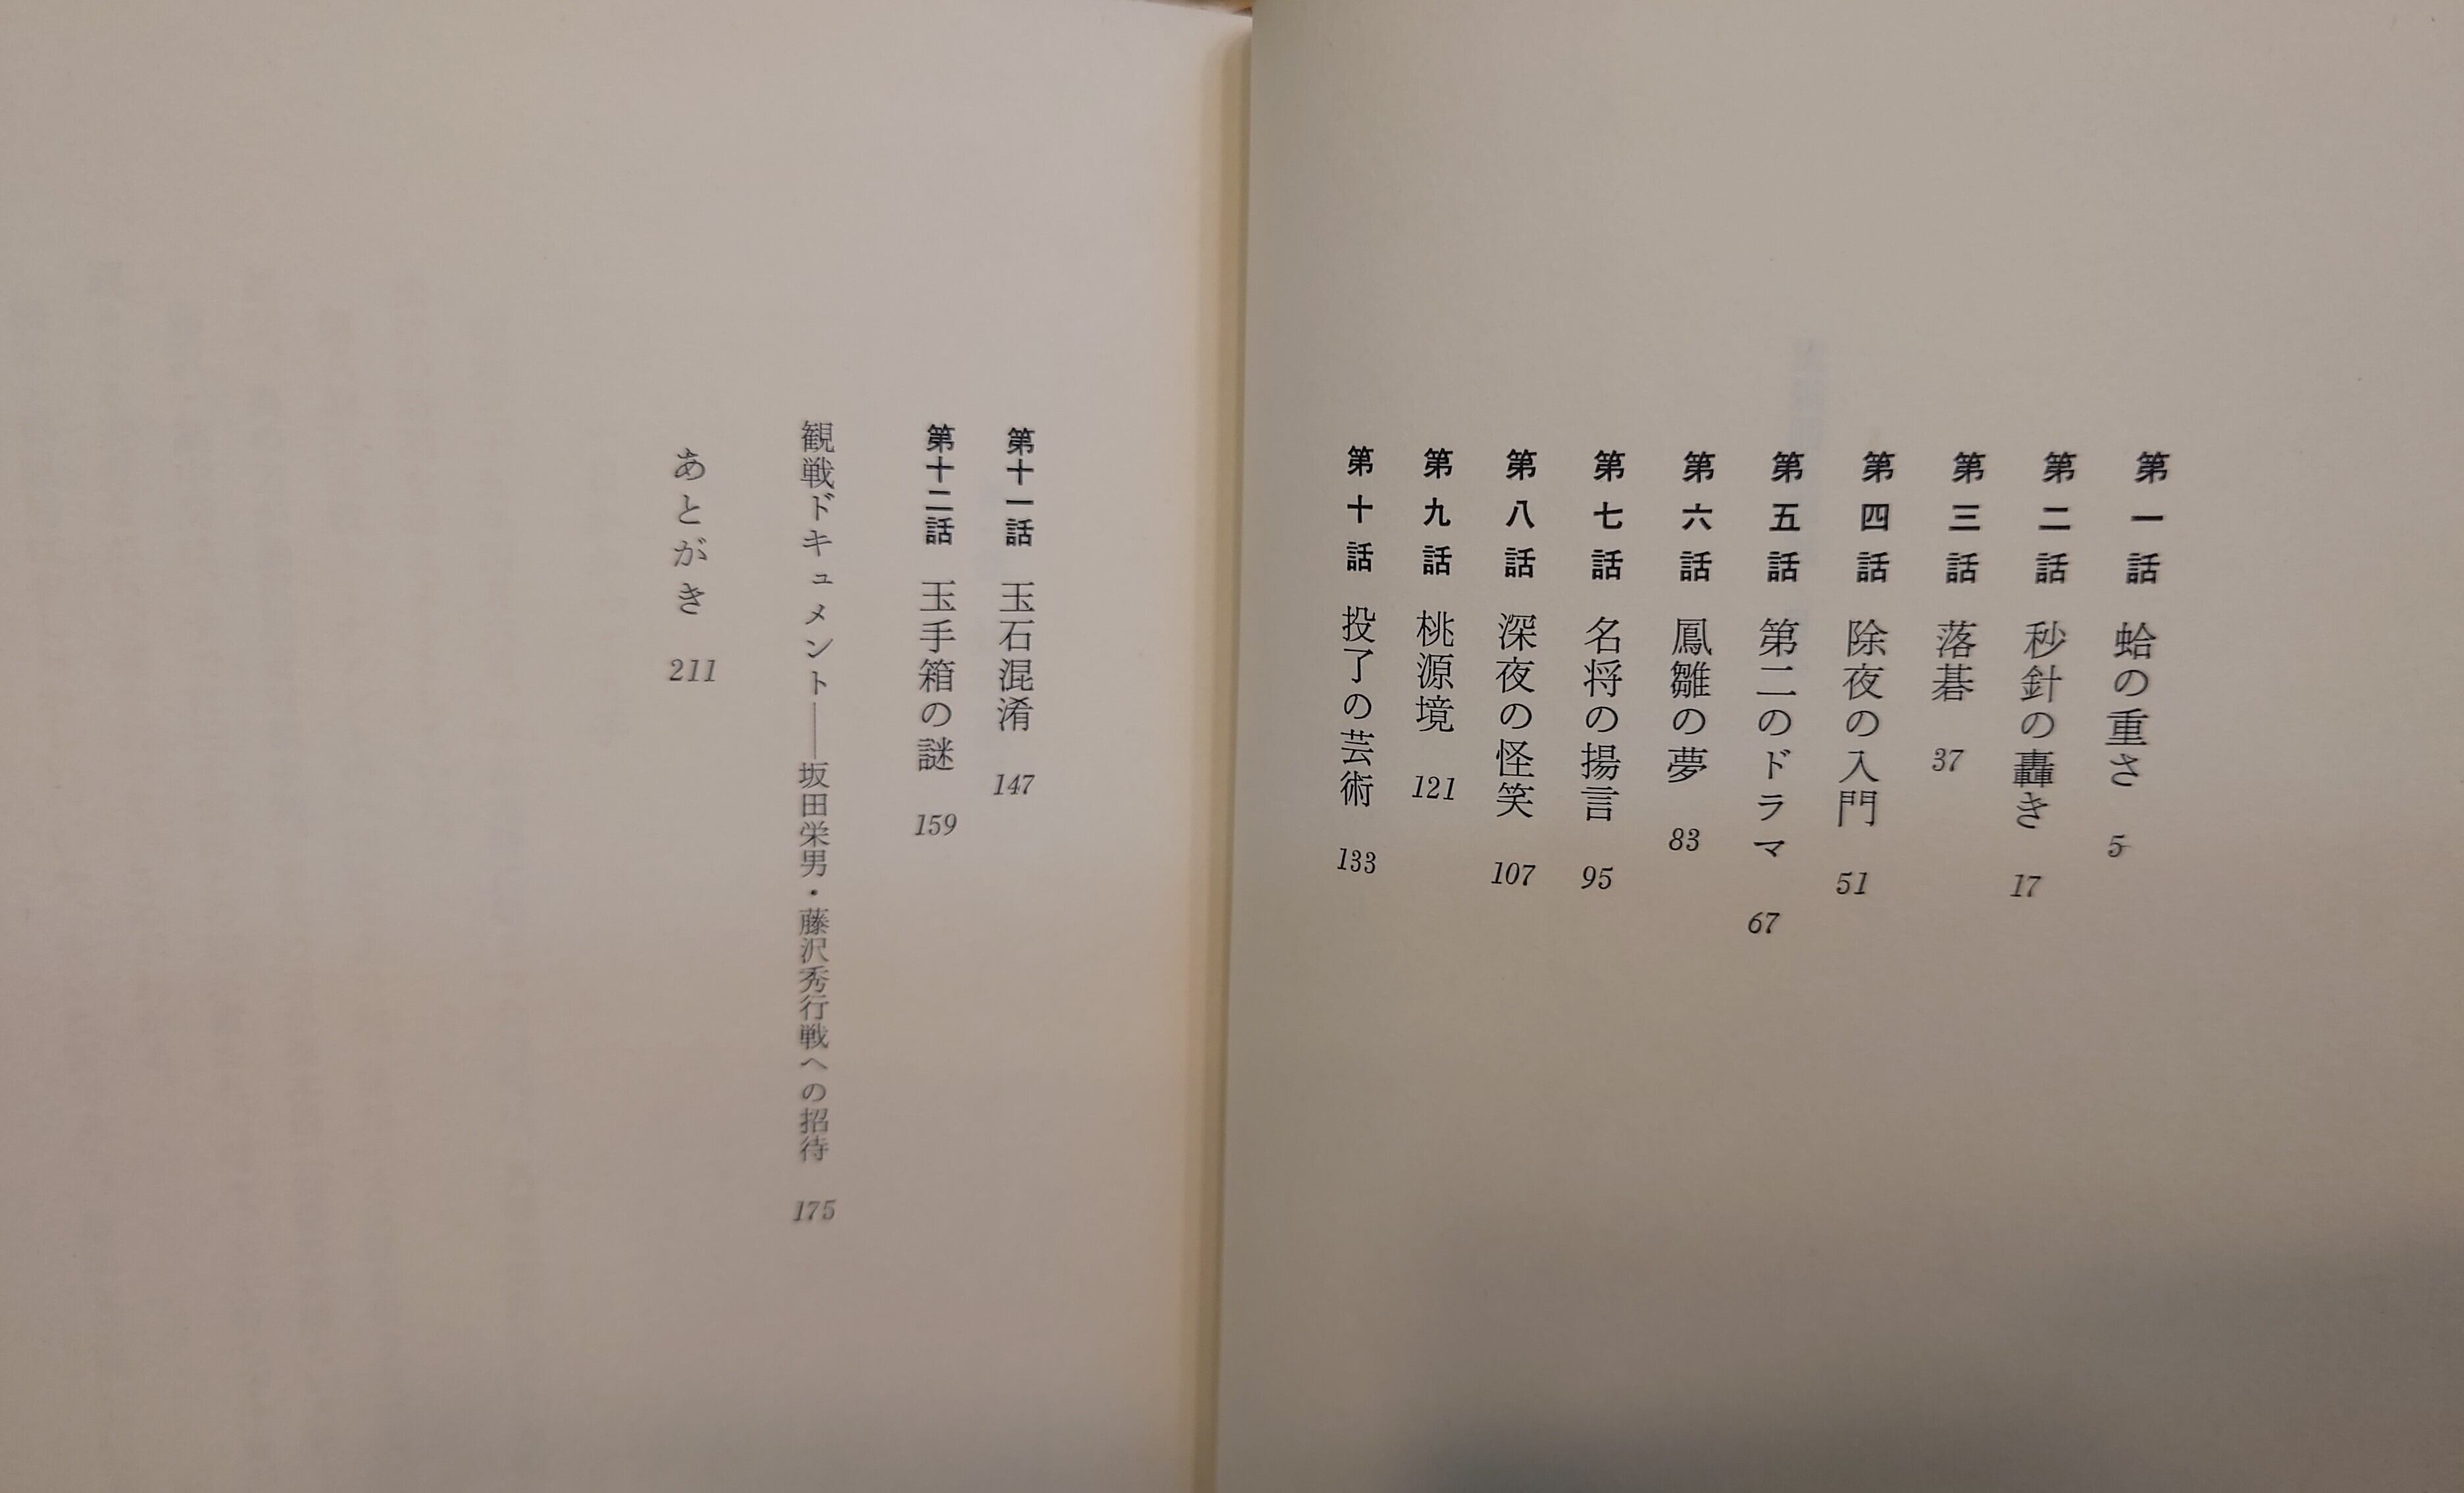 第一話 蛤の重さ 5
第二話 秒針の轟き 17
第三話 落碁 37
第四話 除夜の入門 51
第五話 第二のドラマ 67
第六話 鳳雛の夢 83
第七話 名将の揚言 95
第八話 深夜の怪笑 107
第九話 桃源境 121
第十話 投了の芸術 133
第十一話 玉石混淆 147
第十二話 玉手箱の謎 159
観戦ドキュメント——坂田栄男・藤沢秀行戦への招待 175
あとがき 211